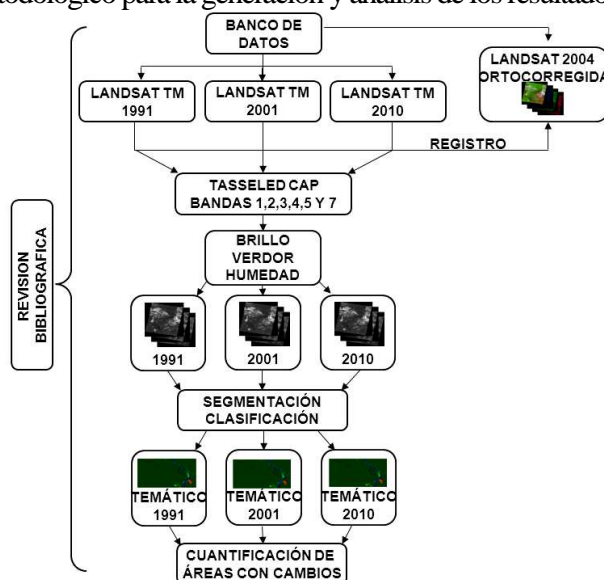 todológico para la generación y análisis de los resultado
BANCO DE
DATOS
LANDSAT 2004
ORTOCORREGIDA
LANDSAT TM
1991
LANDSAT TM
2001
LANDSAT TM
2010
REGISTRO
TASSELED CAP
BANDAS 1,2,3,4,5 Y 7
REVISION
BIBLIOGRAFICA
BRILLO
VERDOR
HUMEDAD
1991
2001
2010
SEGMENTACIÓN
CLASIFICACIÓN
TEMÁTICO
1991
TEMÁTICO
2001
TEMÁTICO
2010
CUANTIFICACIÓN DE
ÁREAS CON CAMBIOS